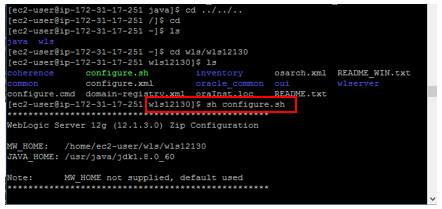 [ec2-user@ip-172-31-17-251 java]$ cd ../../..
[ec2-user@ip-172-31-17-251 /]$ cd
[ec2-user@ip-172-31-17-251 ~]$ ls
java wls
[ec2-user@ip-172-31-17-251 ~]$ cd wls/wls12130
[ec2-user@ip-172-31-17-251 wls12130]$ ls
coherence configure.sh inventory osarch.xml README_WIN.txt
common configure.xml oracle_common oui wlserver
configure.cmd domain-registry.xml oraInst.loc README.txt
[ec2-user@ip-172-31-17-251 wls12130]$ sh configure.sh
**************************************************
WebLogic Server 12g (12.1.3.0) Zip Configuration
MW_HOME: /home/ec2-user/wls/wls12130
JAVA_HOME: /usr/java/jdk1.8.0_60
Note: MW_HOME not supplied, default used
**************************************************